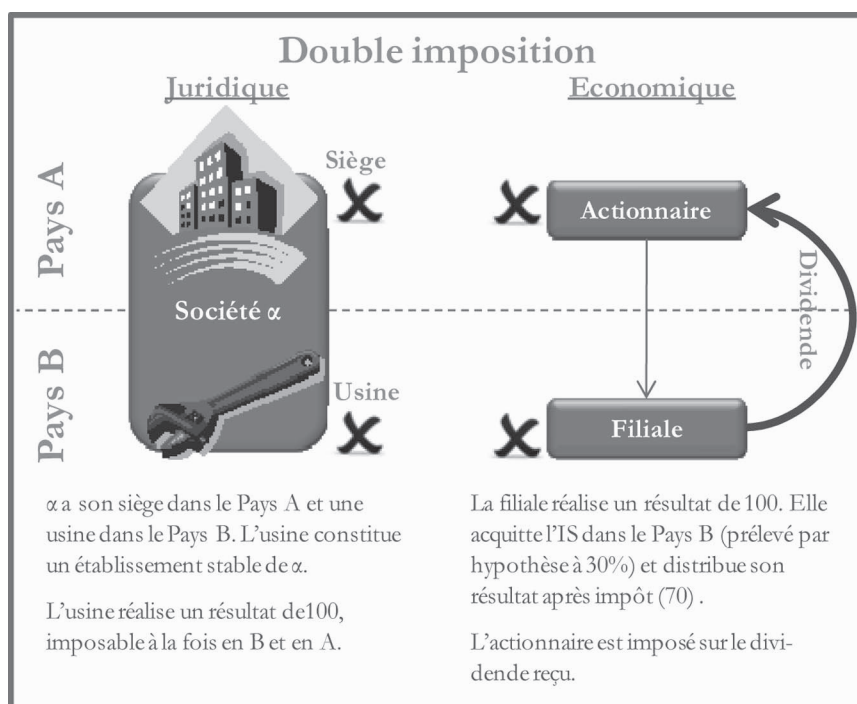 Double imposition
Juridique
Economique
Pays A
Siège
Société α
Pays B
Usine
Actionnaire
Dividende
Filiale
α a son siège dans le Pays A et une
usine dans le Pays B. L'usine constitue
un établissement stable de α.
L'usine réalise un résultat de100,
imposable à la fois en B et en A.
La filiale réalise un résultat de 100. Elle
acquitte l'IS dans le Pays B (prélevé par
hypothèse à 30%) et distribue son
résultat après impôt (70) .
L'actionnaire est imposé sur le divi-
dende reçu.